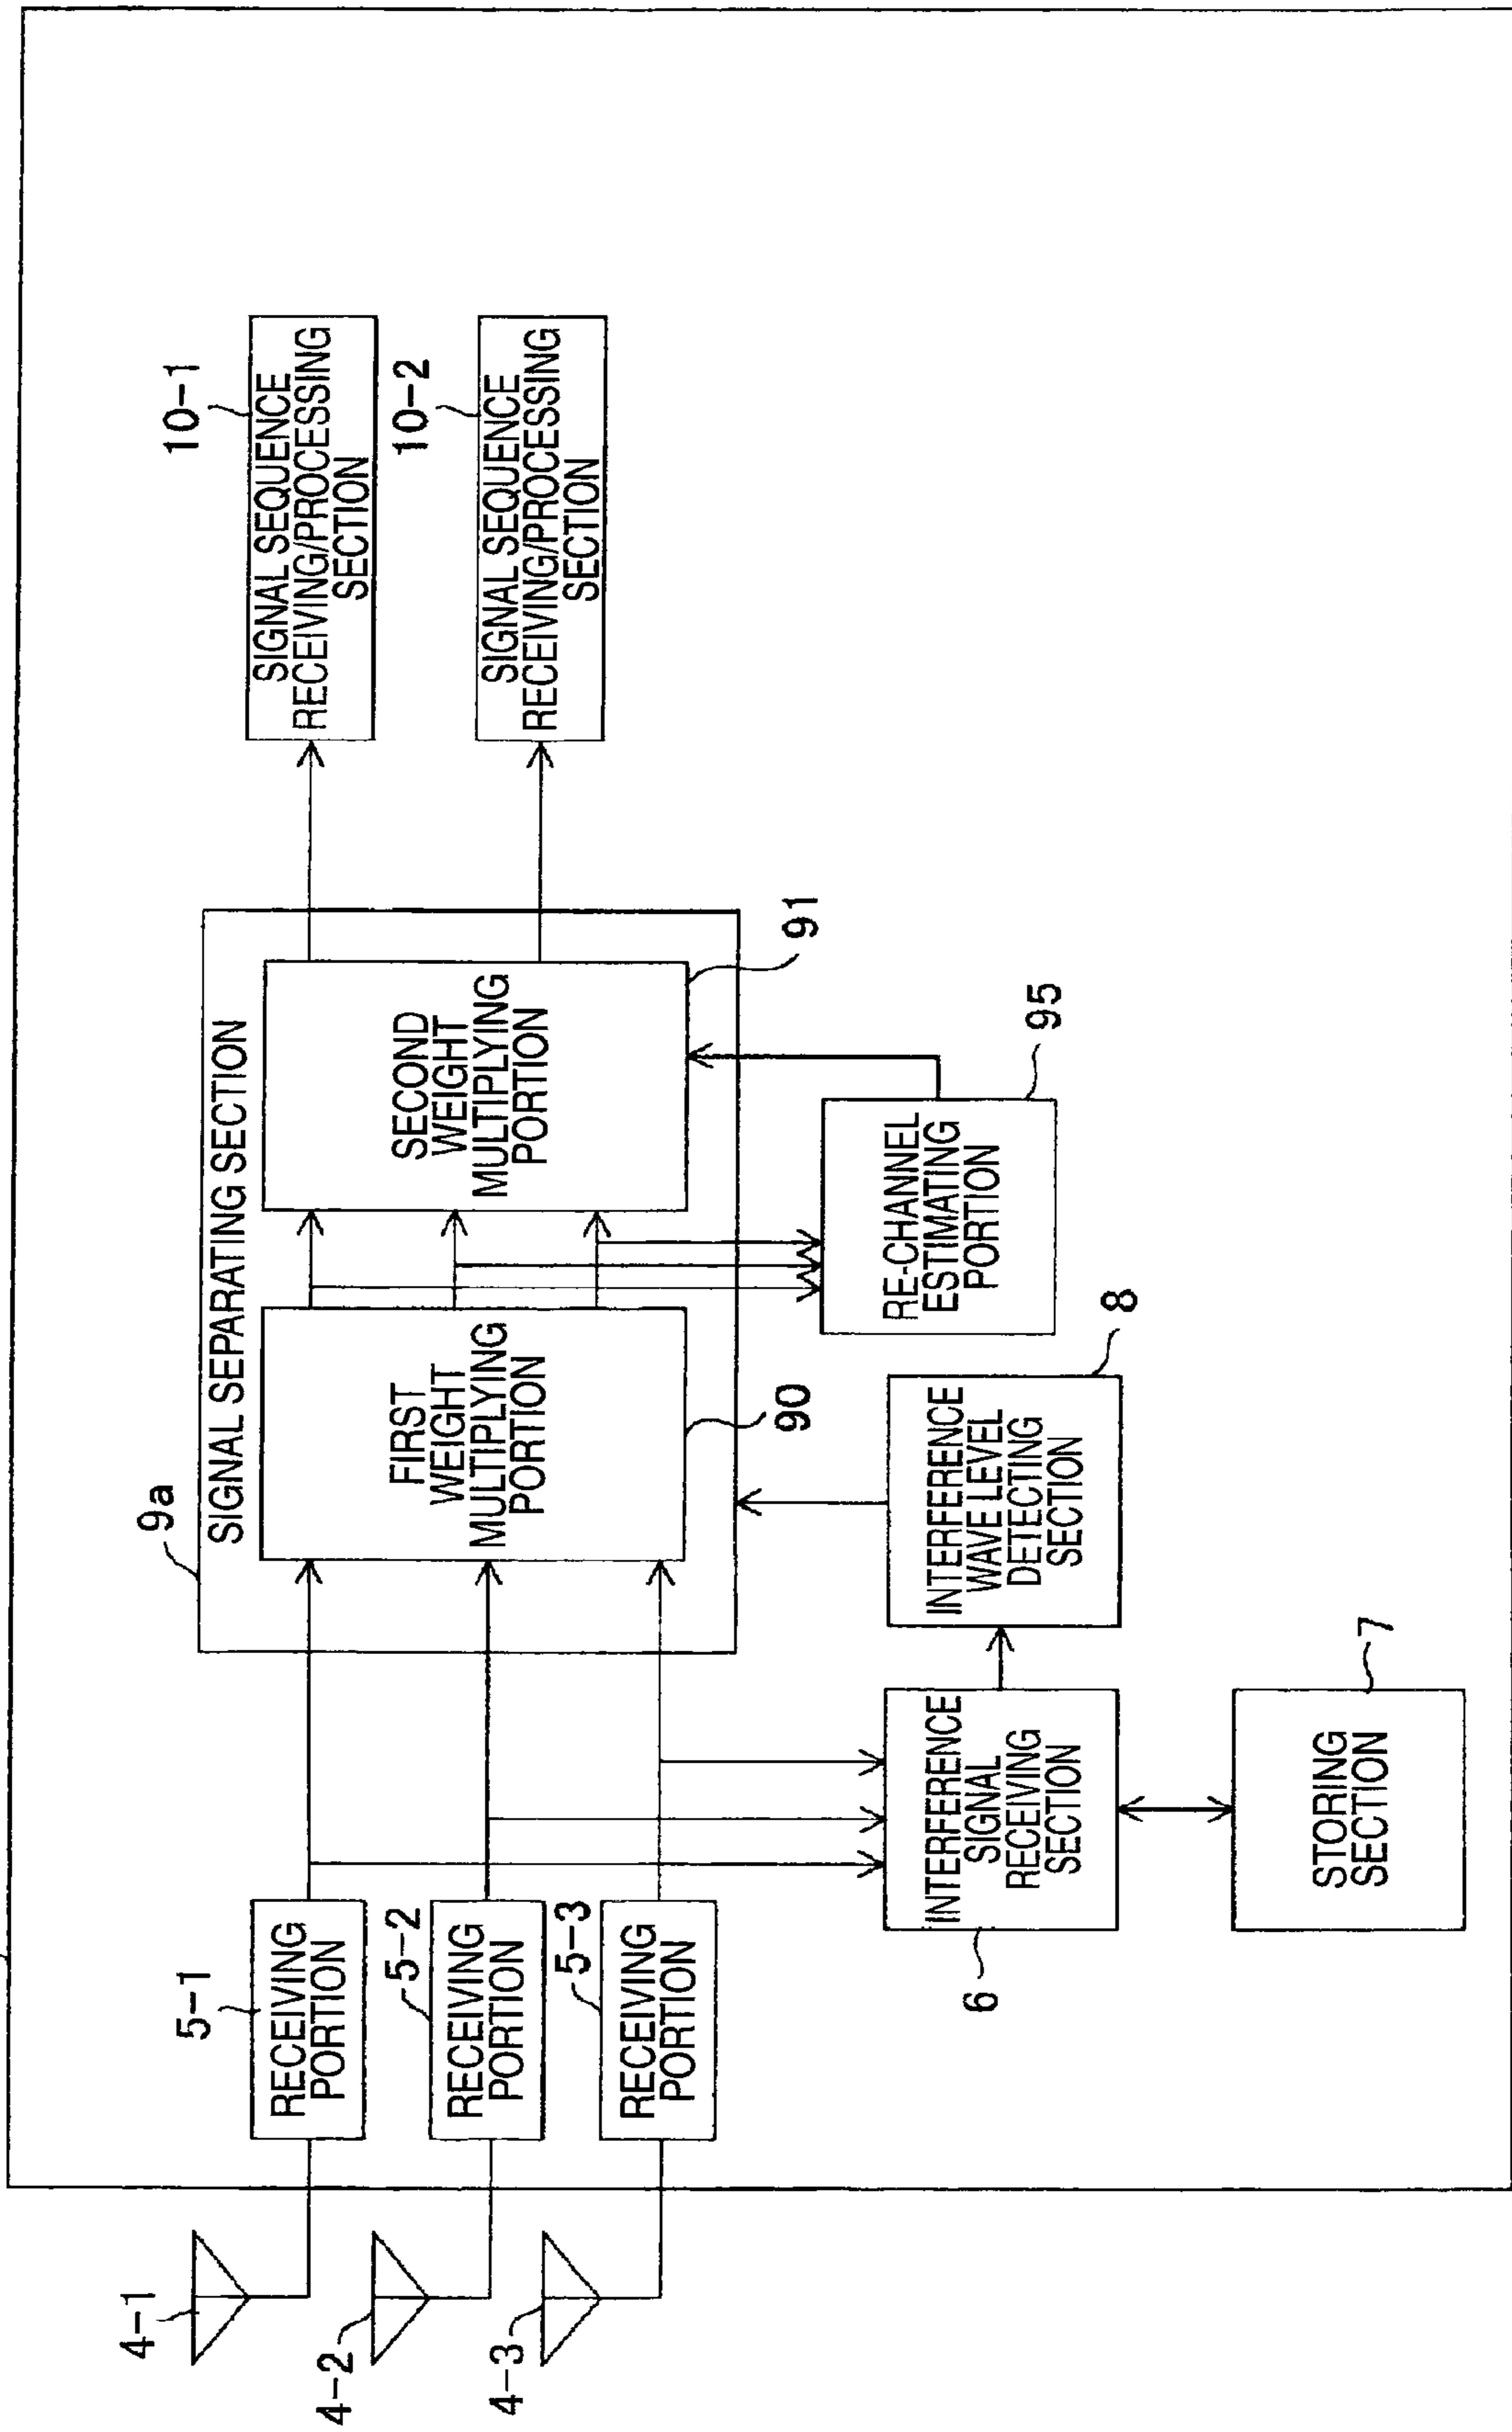 4-1
4-2
4-3
5-1
RECEIVING
PORTION
5-2
RECEIVING
PORTION
5-3
RECEIVING
PORTION
9a
SIGNAL SEPARATING SECTION
FIRST
WEIGHT
MULTIPLYING
PORTION
90
SECOND
WEIGHT
MULTIPLYING
PORTION
91
10-1
SIGNAL SEQUENCE
RECEIVING/PROCESSING
SECTION
10-2
SIGNAL SEQUENCE
RECEIVING/PROCESSING
SECTION
6
INTERFERENCE
SIGNAL
RECEIVING
SECTION
8
INTERFERENCE
WAVE LEVEL
DETECTING
SECTION
95
RE-CHANNEL
ESTIMATING
PORTION
7
STORING
SECTION